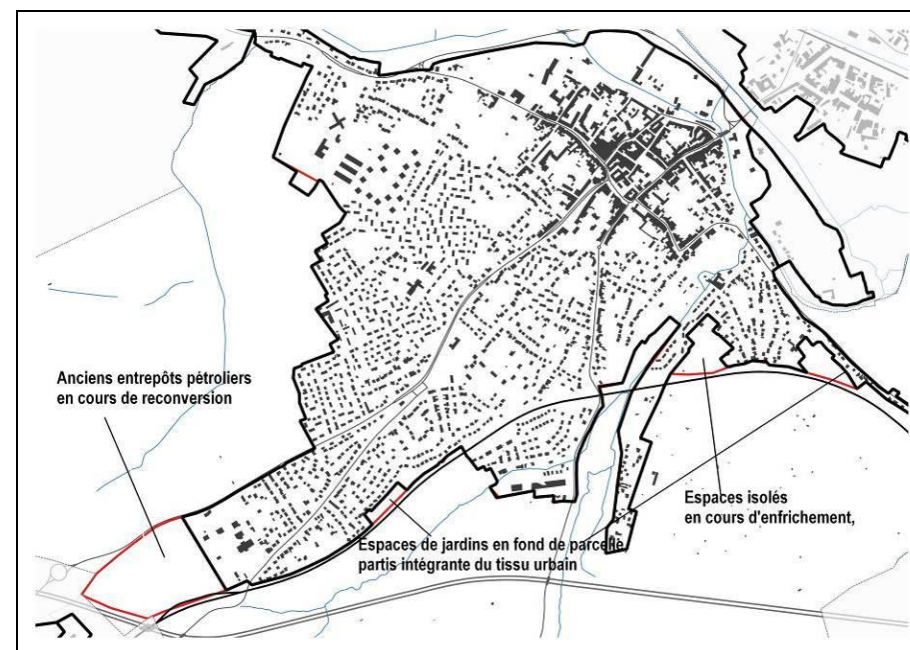 Anciens entrepôts pétroliers
en cours de reconversion
Espaces isolés
en cours d'enfrichement,
Espaces de jardins en fond de parcelle
partis intégrante du tissu urbain